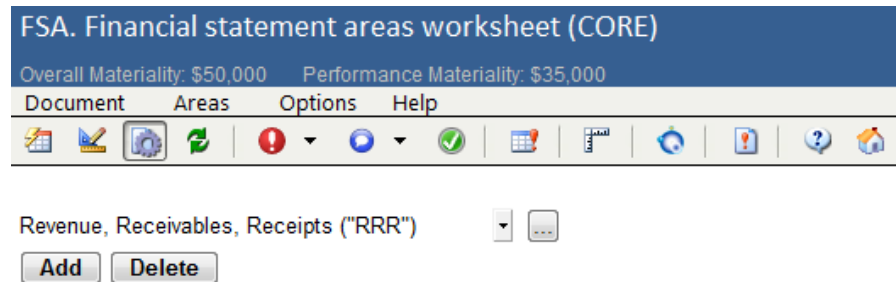 FSA. Financial statement areas worksheet (CORE)
Overall Materiality: $50,000 Performance Materiality: $35,000
Document Areas Options Help
Revenue, Receivables, Receipts ("RRR") ...
Add Delete